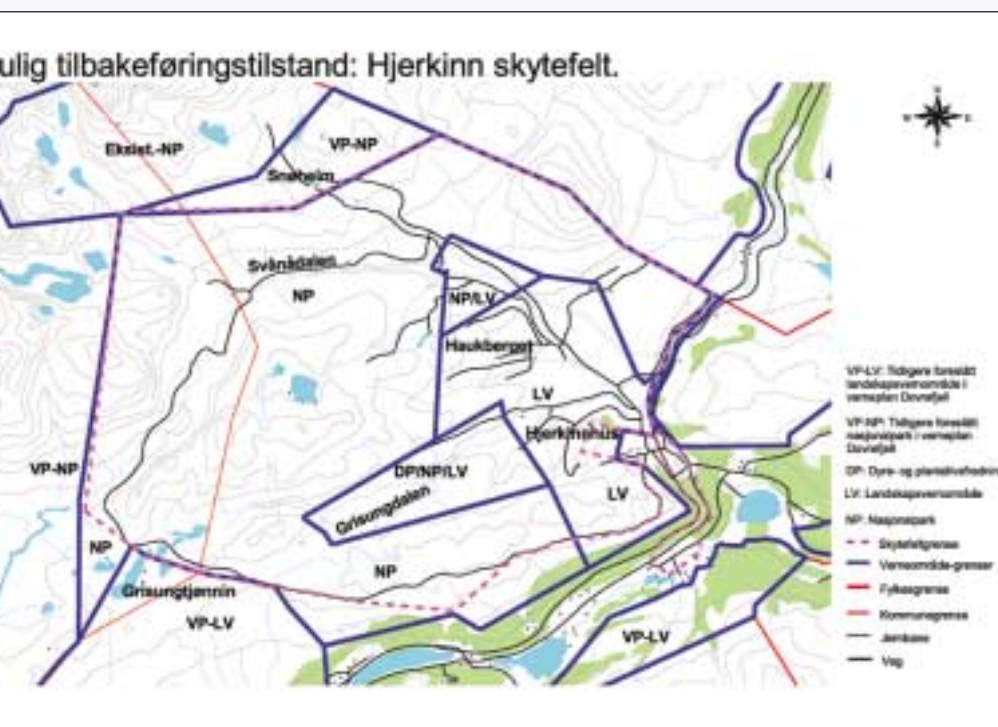 ulig tilbakeføringstilstand: Hjerkinn skytefelt.
N
W E
S
Eksist.-NP
VP-NP
Snøheim
Svånådalen
NP
NP/LV
Haukberget
LV
Hjerkinnhus
VP-NP
DP/NP/LV
Grisungdalen
LV
NP
NP
Grisungtjønnin
VP-LV
VP-LV
VP-LV: Tidligere foreslått
landskapsvernområde i
verneplan Dovrefjell
VP-NP: Tidligere foreslått
nasjonalpark i verneplan
Dovrefjell
DP: Dyre- og plantelivsfrednin
LV: Landskapsvernområde
NP: Nasjonalpark
Skytefeltgrense
Verneområde-grenser
Fylkesgrense
Kommunegrense
Jernbane
Veg